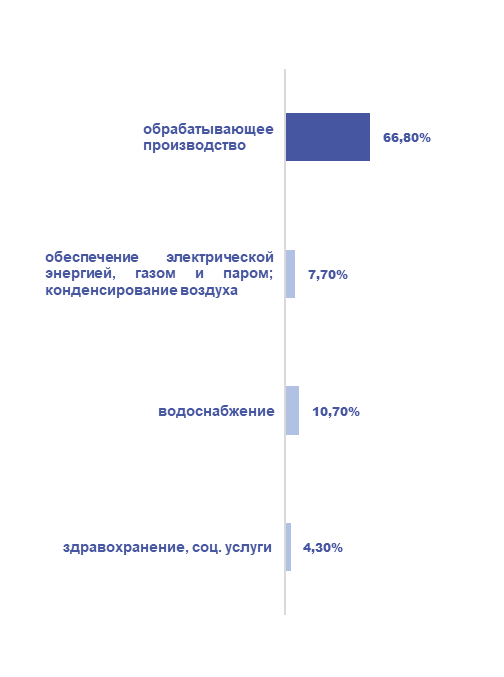 обрабатывающее
производство
66,80%
обеспечение электрической
энергией, газом и паром;
конденсирование воздуха
7,70%
водоснабжение
10,70%
здравохранение, соц. услуги
4,30%